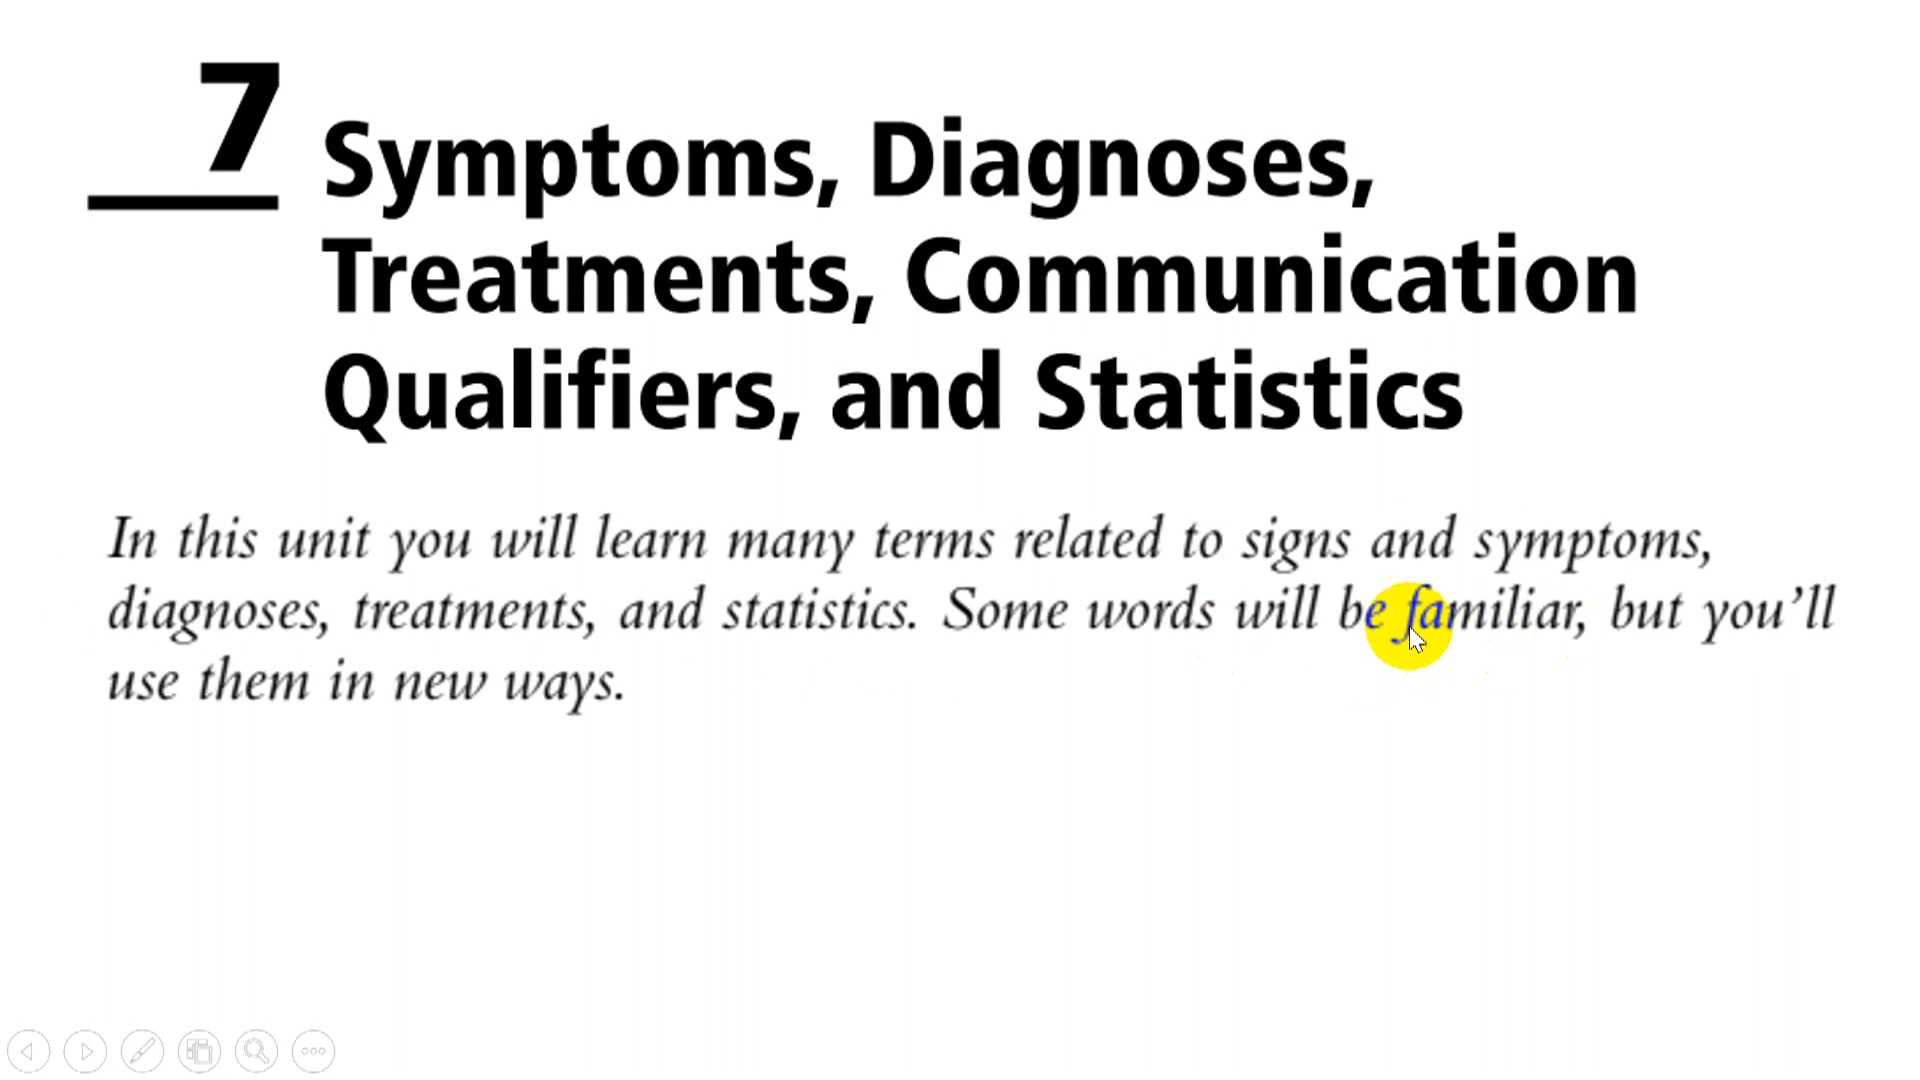 7
Symptoms, Diagnoses,
Treatments, Communication
Qualifiers, and Statistics
In this unit you will learn many terms related to signs and symptoms,
diagnoses, treatments, and statistics. Some words will be familiar, but you’ll
use them in new ways.